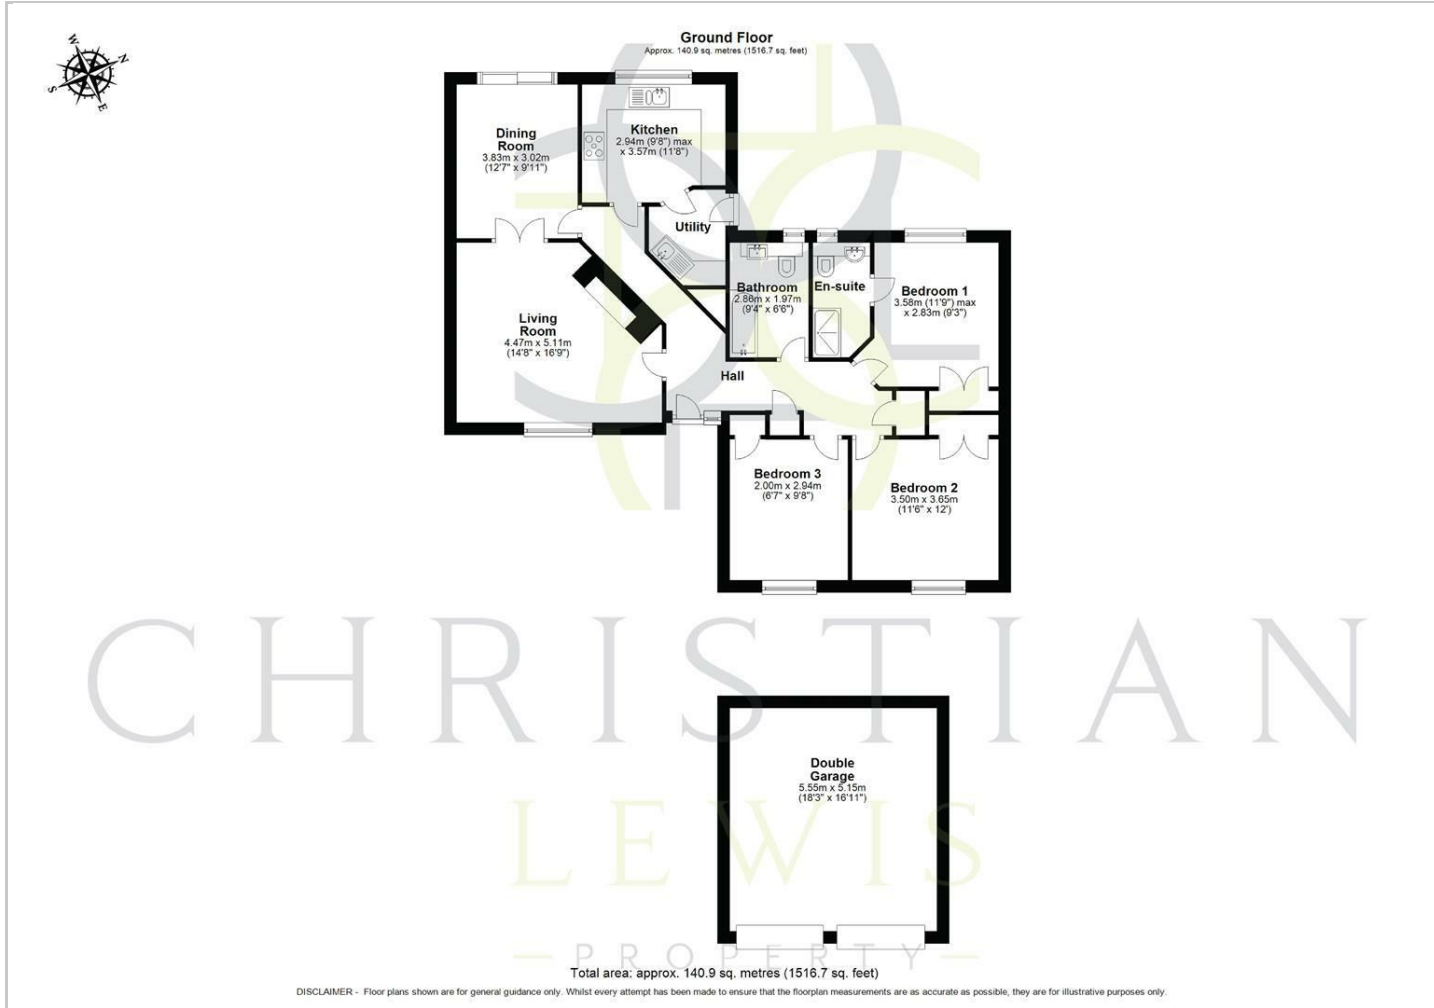 Ground Floor
Approx. 140.9 sq. metres (1516.7 sq. feet)
W
N
S
E
Dining
Room
3.83m x 3.02m
(12'7" x 9'11")
Kitchen
2.94m (9'8") max
x 3.57m (11'8")
Utility
Living
Room
4.47m x 5.11m
(14'8" x 16'9")
Bathroom
2.86m x 1.97m
(9'4" x 6'6")
En-suite
Bedroom 1
3.58m (11'9") max
x 2.83m (9'3")
Hall
Bedroom 3
2.00m x 2.94m
(6'7" x 9'8")
Bedroom 2
3.50m x 3.65m
(11'6" x 12')
CHRISTIAN
LEWIS
PROPERTY
Double
Garage
5.55m x 5.15m
(18'3" x 16'11")
Total area: approx. 140.9 sq. metres (1516.7 sq. feet)
DISCLAIMER - Floor plans shown are for general guidance only. Whilst every attempt has been made to ensure that the floorplan measurements are as accurate as possible, they are for illustrative purposes only.